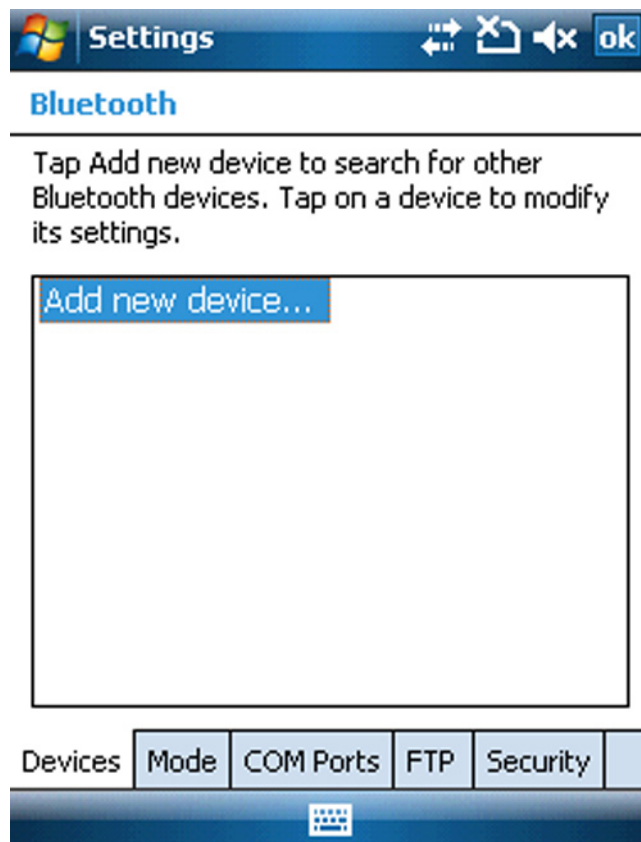 Settings
ok
Bluetooth
Tap Add new device to search for other
Bluetooth devices. Tap on a device to modify
its settings.
Add new device...
Devices Mode COM Ports FTP Security